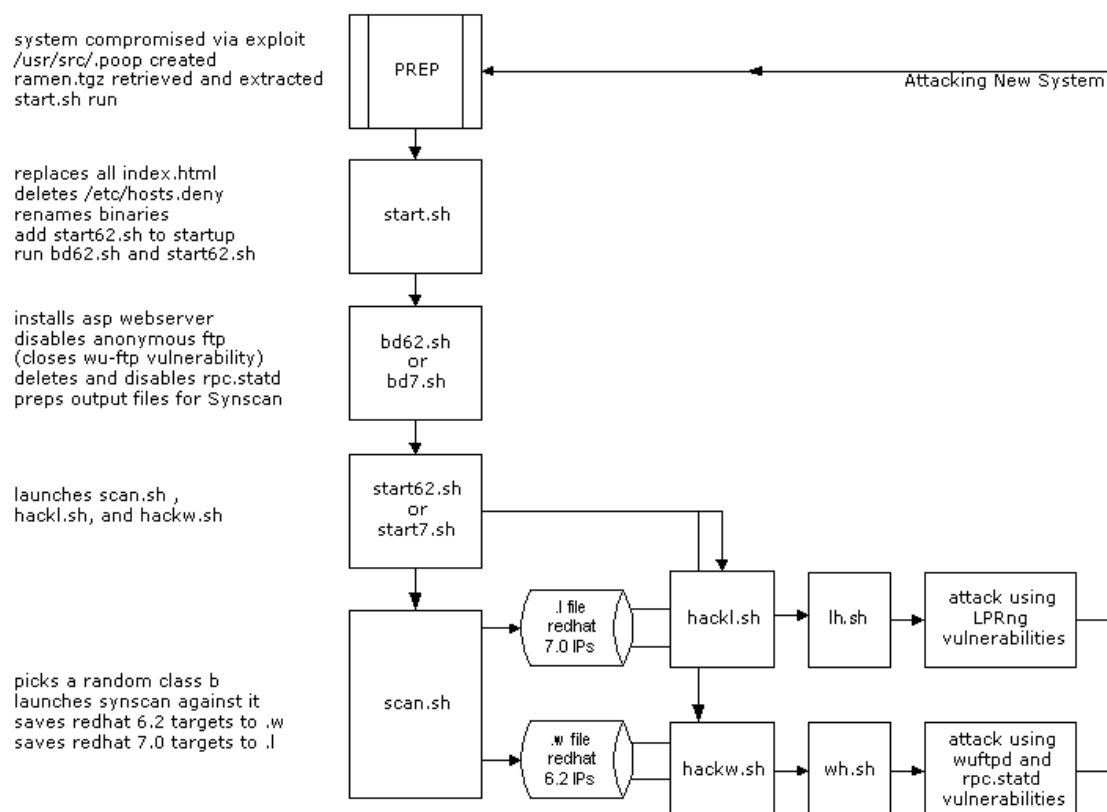 system compromised via exploit
/usr/src/.poop created
ramen.tgz retrieved and extracted
start.sh run
PREP
Attacking New System
replaces all index.html
deletes /etc/hosts.deny
renames binaries
add start62.sh to startup
run bd62.sh and start62.sh
start.sh
installs asp webserver
disables anonymous ftp
(closes wu-ftp vulnerability)
deletes and disables rpc.statd
preps output files for Synscan
bd62.sh
or
bd7.sh
launches scan.sh ,
hackl.sh, and hackw.sh
start62.sh
or
start7.sh
picks a random class b
launches synscan against it
saves redhat 6.2 targets to .w
saves redhat 7.0 targets to .l
scan.sh
.l file
redhat
7.0 IPs
hackl.sh
lh.sh
attack using
LPRng
vulnerabilities
.w file
redhat
6.2 IPs
hackw.sh
wh.sh
attack using
wuftpd and
rpc.statd
vulnerabilities